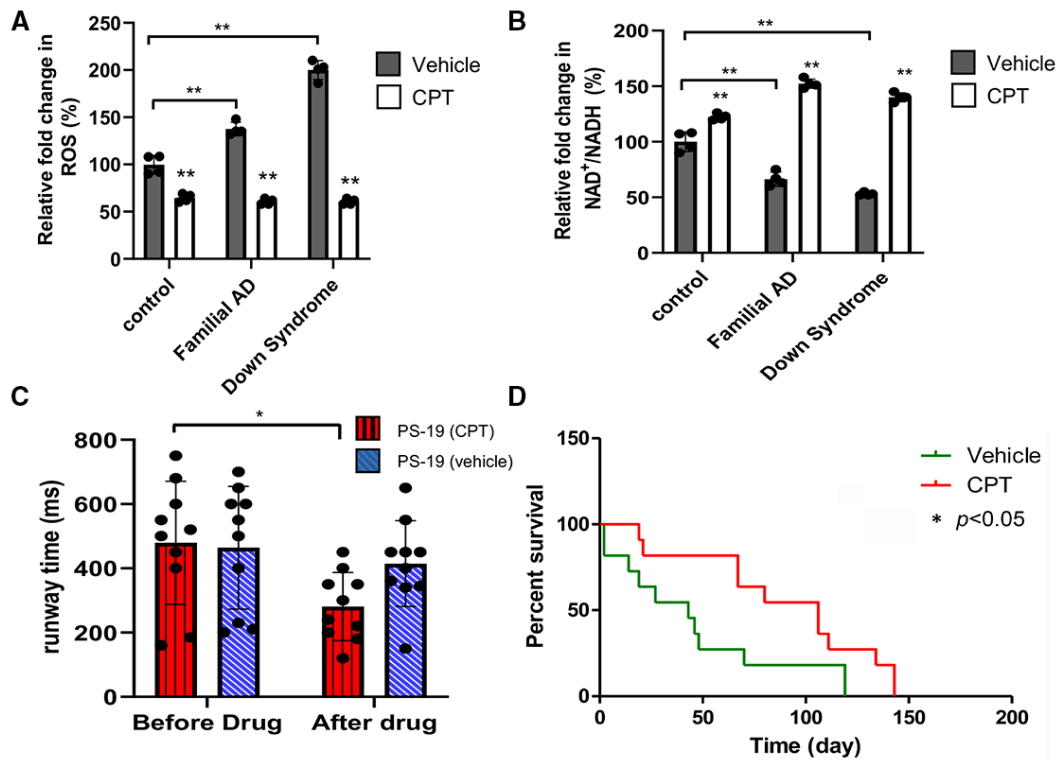 A
Relative fold change in
ROS (%)
250
200
150
100
50
0
**
**
**
**
**
Vehicle
CPT
control
Familial AD
Down Syndrome
B
Relative fold change in
NAD+/NADH (%)
200
150
100
50
0
**
**
**
**
**
Vehicle
CPT
control
Familial AD
Down Syndrome
C
runway time (ms)
800
600
400
200
0
*
PS-19 (CPT)
PS-19 (vehicle)
Before Drug
After drug
D
Percent survival
150
100
50
0
Vehicle
CPT
* p<0.05
0
50
100
150
200
Time (day)